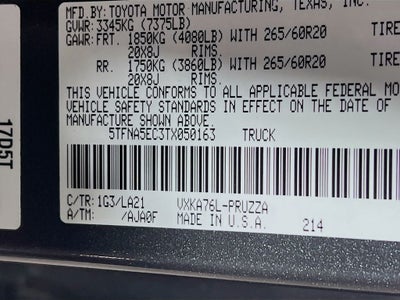 MFD.BY: TOYOTA MOTOR MANUFACTURING, TEXAS, INC.
GVWR: 3345KG (7375LB)
GAWR: FRT. 1850KG (4080LB) WITH 265/60R20 TIRE
20X8J RIMS.
RR. 1750KG (3860LB) WITH 265/60R20 TIRE
20X8J RIMS.
THIS VEHICLE CONFORMS TO ALL APPLICABLE FEDERAL MO
VEHICLE SAFETY STANDARDS IN EFFECT ON THE DATE OF
MANUFACTURE SHOWN ABOVE.
5TFNA5EC3TX050163 TRUCK
C/TR: 1G3/LA21 VXKA76L-PRUZZA
A/TM: /AJA0F MADE IN U.S.A. 214
17D5T